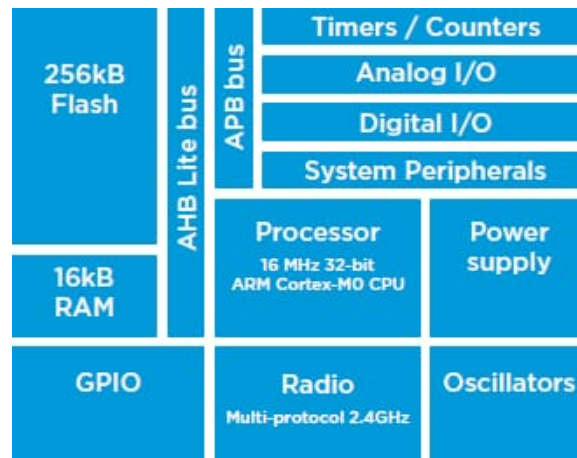 256kB
Flash
AHB Lite bus
APB bus
Timers / Counters
Analog I/O
Digital I/O
System Peripherals
16kB
RAM
Processor
16 MHz 32-bit
ARM Cortex-M0 CPU
Power
supply
GPIO
Radio
Multi-protocol 2.4GHz
Oscillators